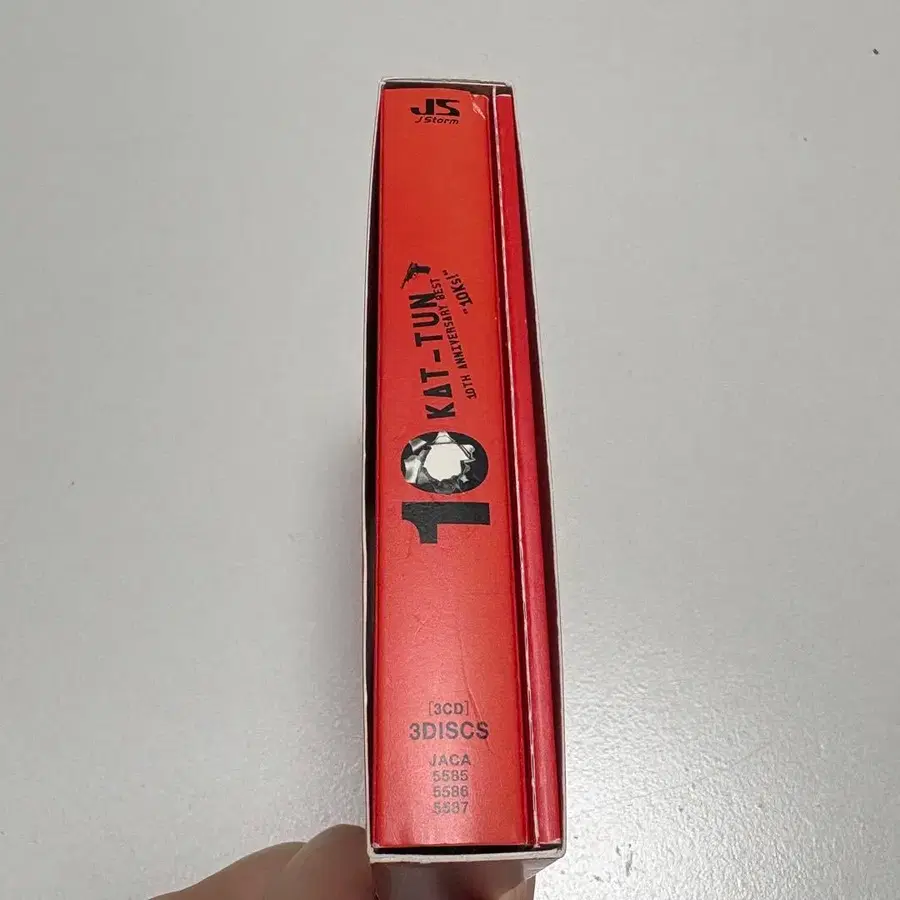 JS
J Storm
10
KAT-TUN
10TH ANNIVERSARY BEST
"10Ks!"
[3CD]
3DISCS
JACA
5585
5586
5587